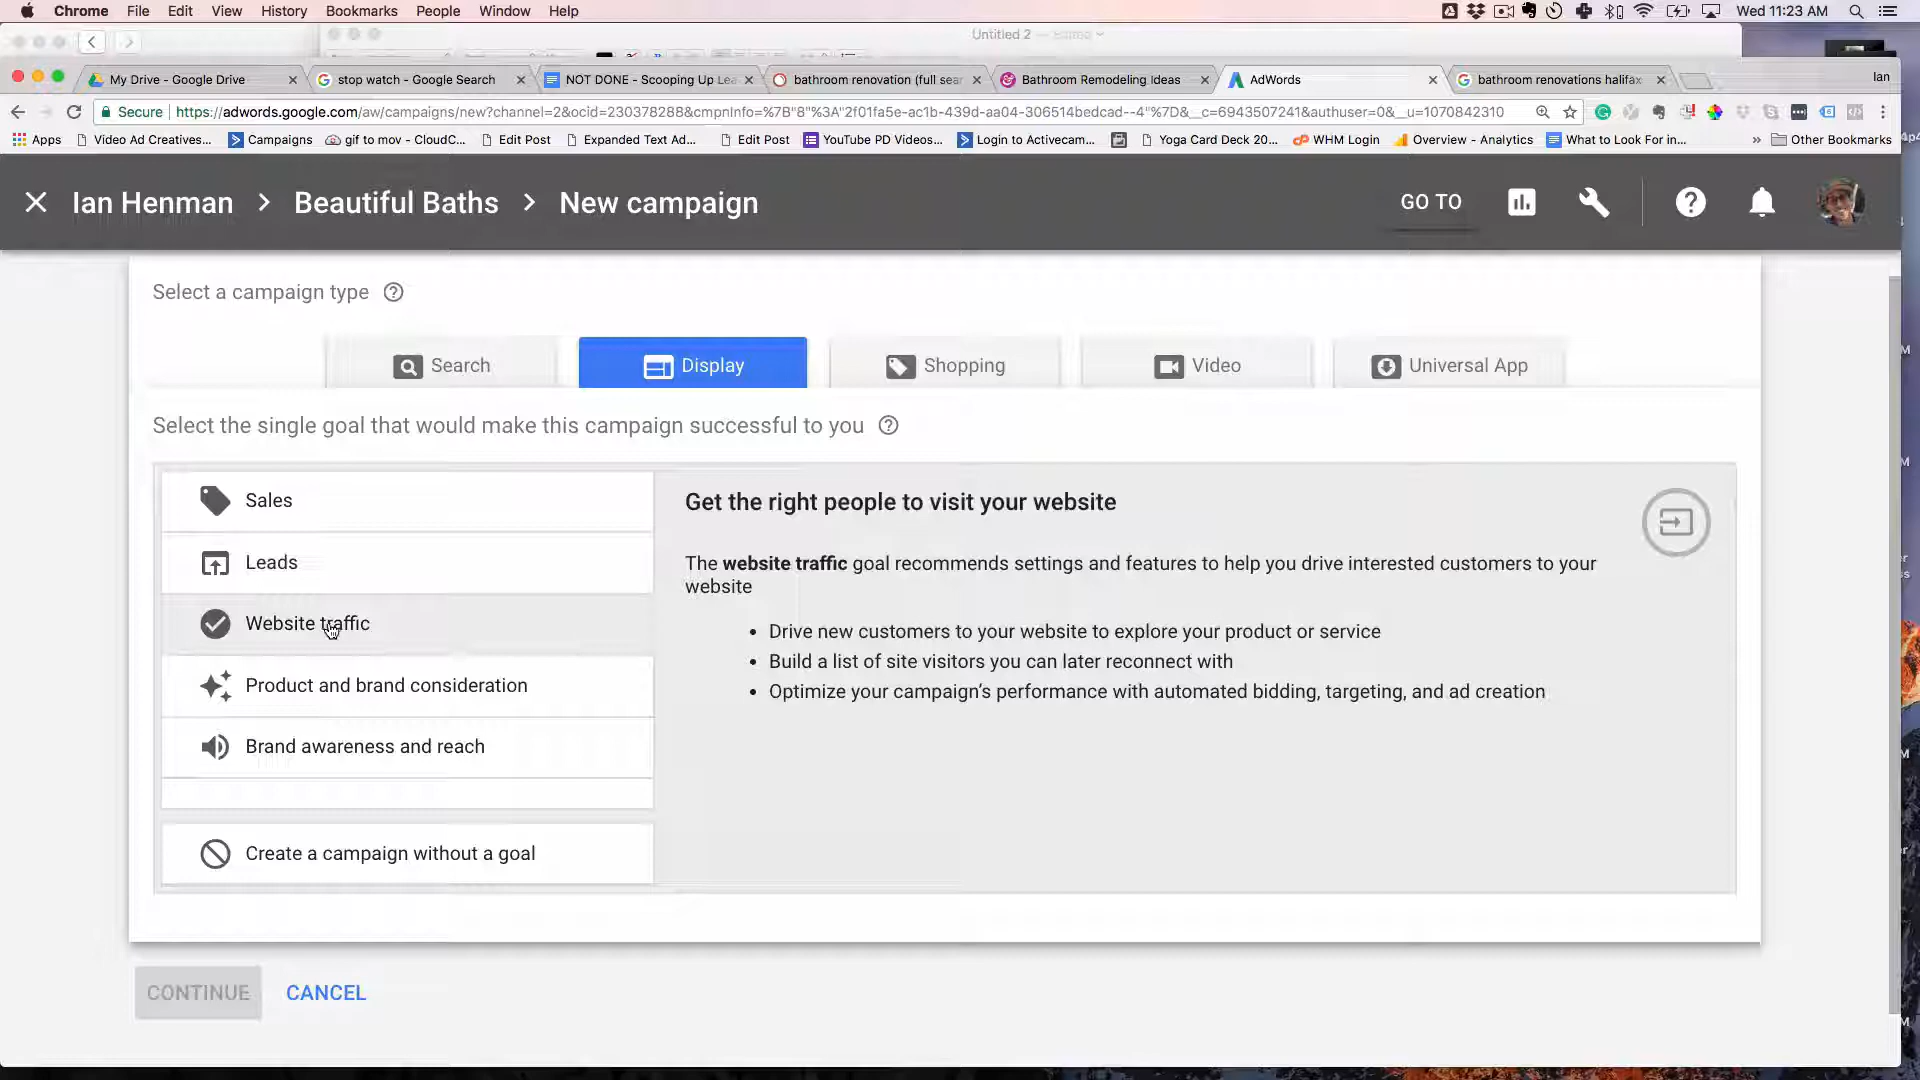 Chrome File Edit View History Bookmarks People Window Help Wed 11:23 AM
Untitled 2
My Drive - Google Drive stop watch - Google Search NOT DONE - Scooping Up Lea bathroom renovation (full sear Bathroom Remodeling Ideas AdWords bathroom renovations halifax Ian
Secure https://adwords.google.com/aw/campaigns/new?channel=2&ocid=230378288&cmpnInfo=%7B"8"%3A"2f01fa5e-ac1b-439d-aa04-306514bedcad--4"%7D&__c=6943507241&authuser=0&__u=1070842310
Apps Video Ad Creatives... Campaigns gif to mov - CloudC... Edit Post Expanded Text Ad... Edit Post YouTube PD Videos... Login to Activecam... Yoga Card Deck 20... WHM Login Overview - Analytics What to Look For in... » Other Bookmarks
Ian Henman > Beautiful Baths > New campaign GO TO
Select a campaign type
Search Display Shopping Video Universal App
Select the single goal that would make this campaign successful to you
Sales
Leads
Website traffic
Product and brand consideration
Brand awareness and reach
Create a campaign without a goal
Get the right people to visit your website
The website traffic goal recommends settings and features to help you drive interested customers to your
website
• Drive new customers to your website to explore your product or service
• Build a list of site visitors you can later reconnect with
• Optimize your campaign's performance with automated bidding, targeting, and ad creation
CONTINUE CANCEL